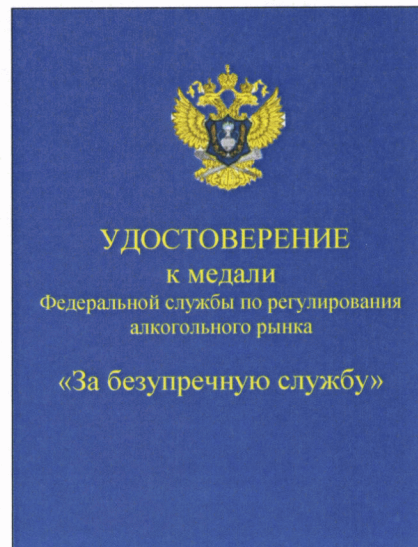 УДОСТОВЕРЕНИЕ
к медали
Федеральной службы по регулирования
алкогольного рынка
«За безупречную службу»